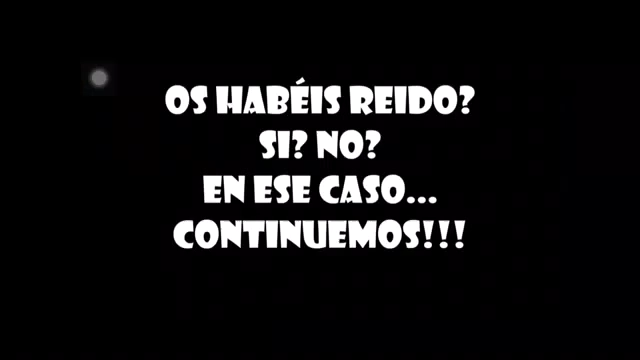 OS HABÉIS REIDO?
SI? NO?
EN ESE CASO...
CONTINUEMOS!!!